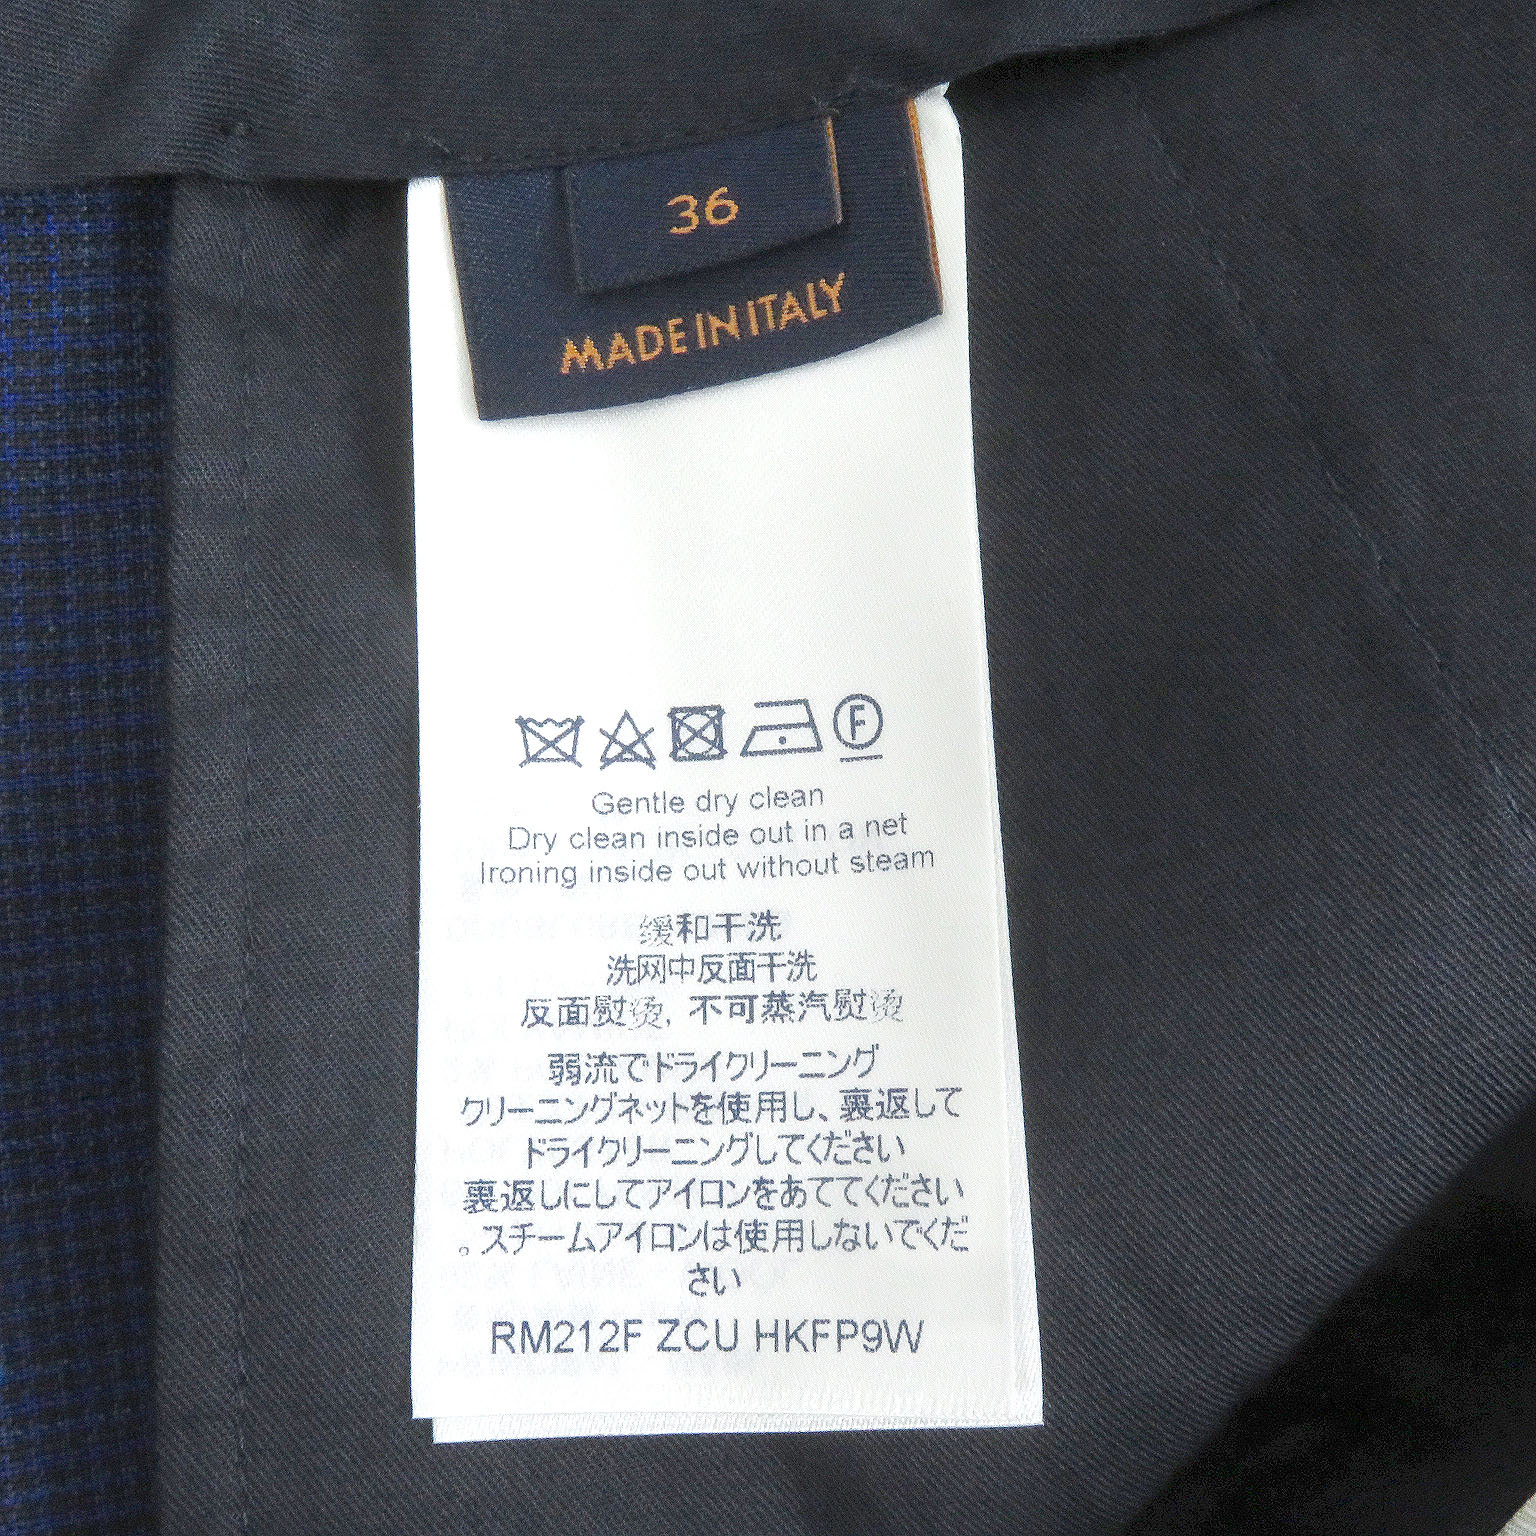 36
MADE IN ITALY
F
Gentle dry clean
Dry clean inside out in a net
Ironing inside out without steam
缓和干洗
洗网中反面干洗
反面熨烫, 不可蒸汽熨烫
弱流でドライクリーニング
クリーニングネットを使用し、裏返して
ドライクリーニングしてください
裏返しにしてアイロンをあててください
。スチームアイロンは使用しないでくだ
さい
RM212F ZCU HKFP9W